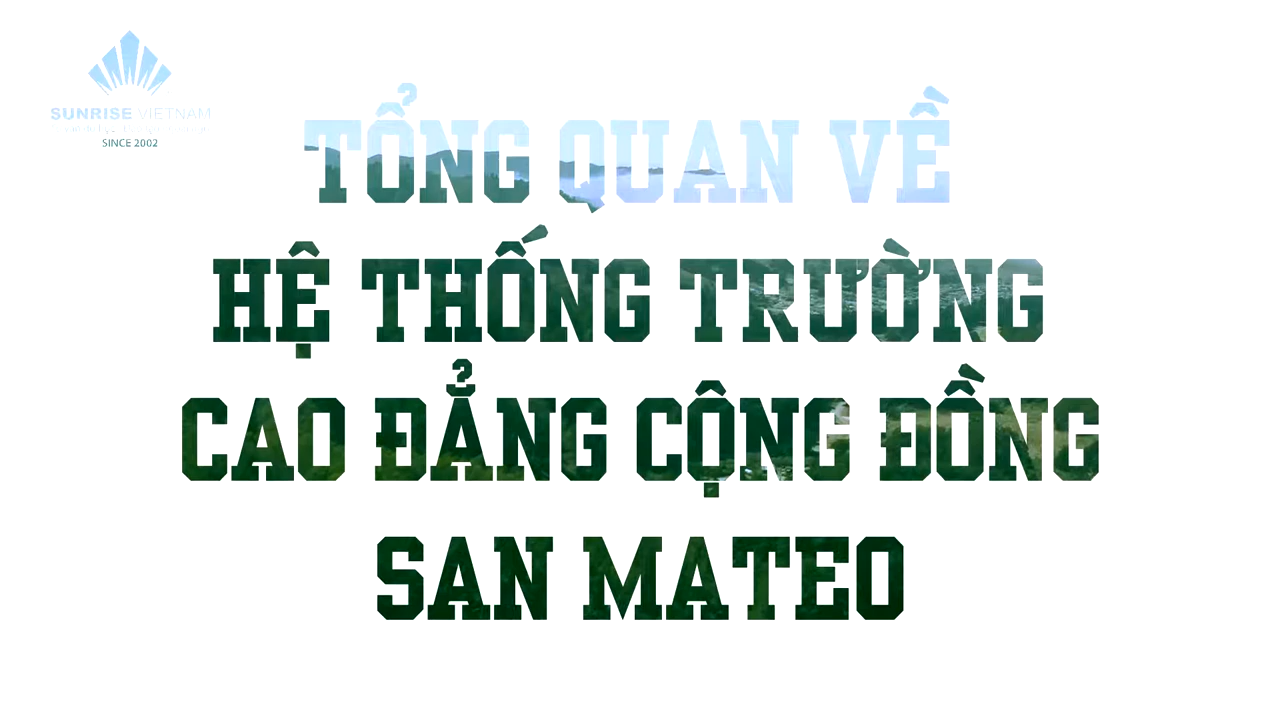 SUNRISE VIETNAM
SINCE 2002
TỔNG QUAN VỀ
HỆ THỐNG TRƯỜNG
CAO ĐẲNG CỘNG ĐỒNG
SAN MATEO